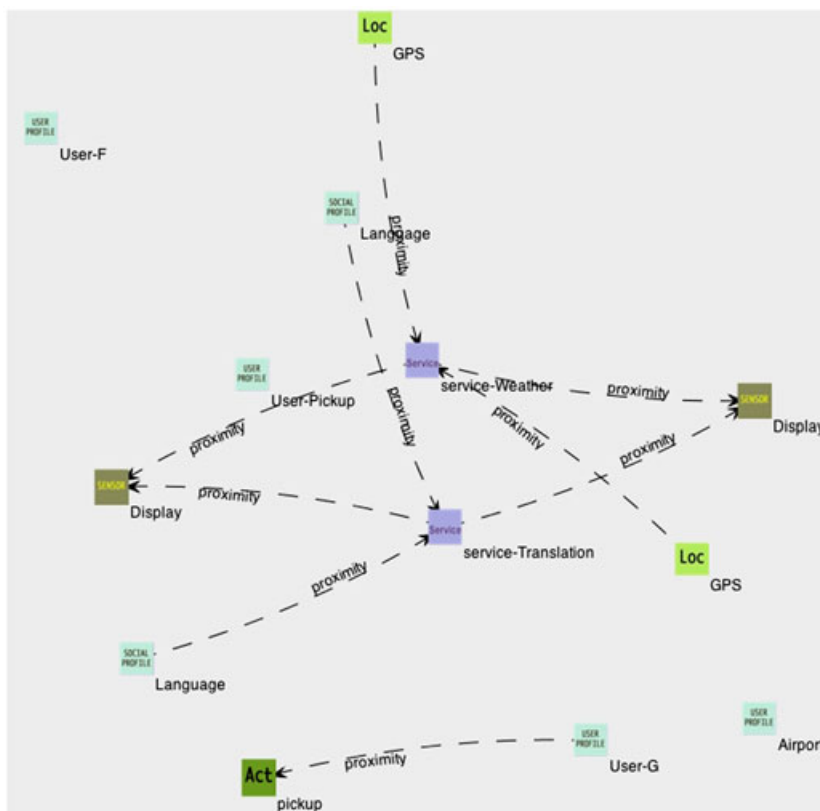 Loc
GPS
USER
PROFILE
User-F
SOCIAL
PROFILE
Language
proximity
Service
service-Weather
USER
PROFILE
User-Pickup
proximity
SENSOR
Display
proximity
proximity
proximity
proximity
SENSOR
Display
proximity
Service
service-Translation
Loc
GPS
proximity
SOCIAL
PROFILE
Language
USER
PROFILE
Airpor
USER
PROFILE
User-G
proximity
Act
pickup